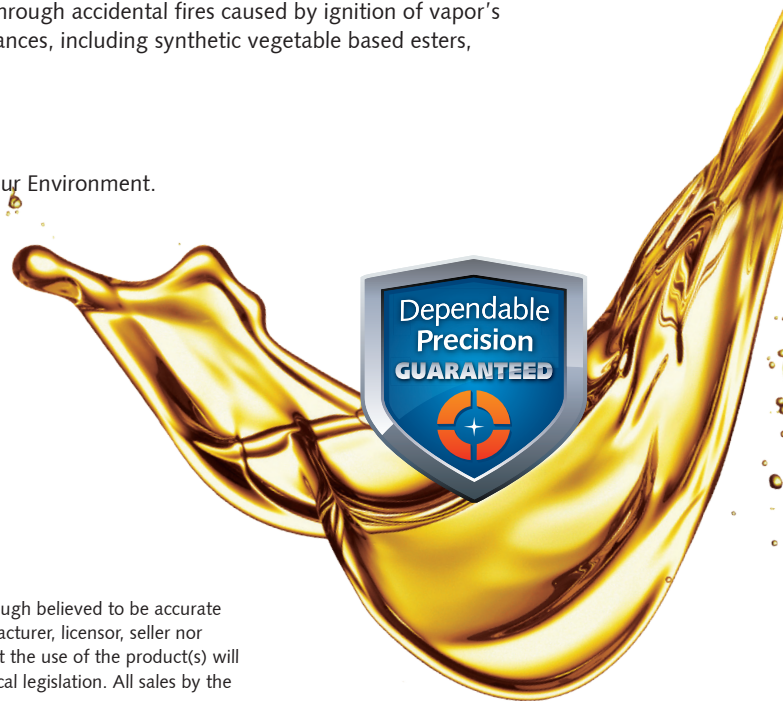 hrough accidental fires caused by ignition of vapor's
ances, including synthetic vegetable based esters,
ur Environment.
Dependable
Precision
GUARANTEED
ugh believed to be accurate
acturer, licensor, seller nor
t the use of the product(s) will
cal legislation. All sales by the